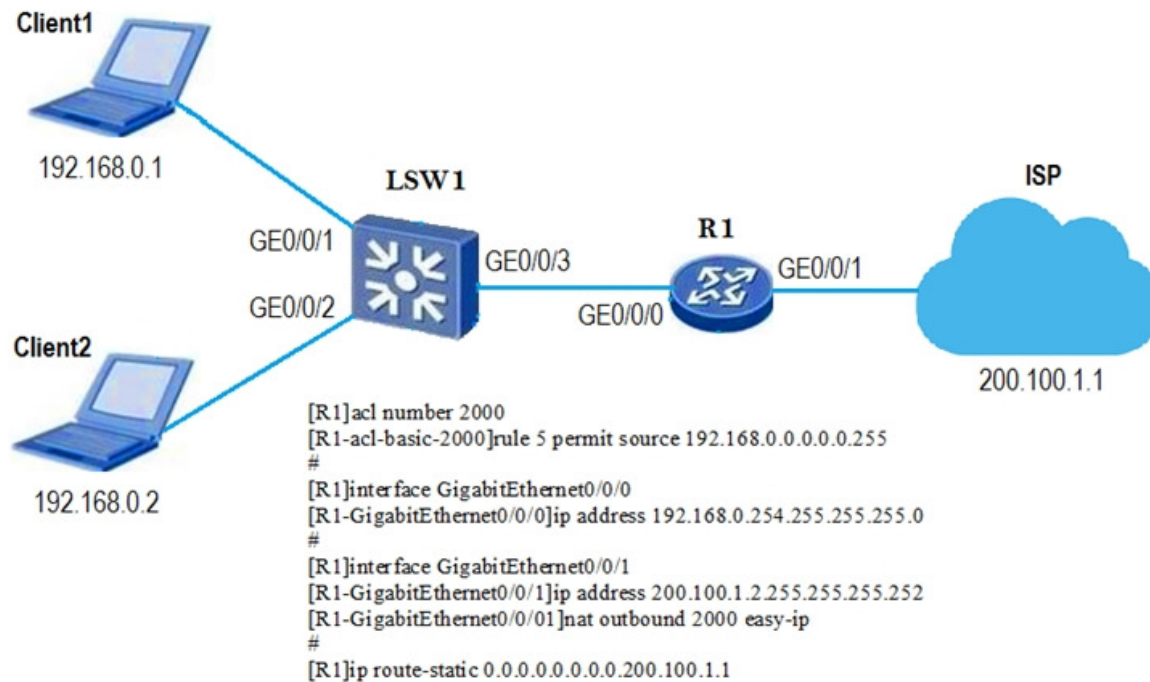 Client1
192.168.0.1
LSW1
ISP
R1
GE0/0/1
GE0/0/3
GE0/0/1
GE0/0/2
GE0/0/0
Client2
200.100.1.1
192.168.0.2
[R1]acl number 2000
[R1-acl-basic-2000]rule 5 permit source 192.168.0.0.0.0.0.255
#
[R1]interface GigabitEthernet0/0/0
[R1-GigabitEthernet0/0/0]ip address 192.168.0.254.255.255.255.0
#
[R1]interface GigabitEthernet0/0/1
[R1-GigabitEthernet0/0/1]ip address 200.100.1.2.255.255.255.252
[R1-GigabitEthernet0/0/01]nat outbound 2000 easy-ip
#
[R1]ip route-static 0.0.0.0.0.0.0.0.200.100.1.1